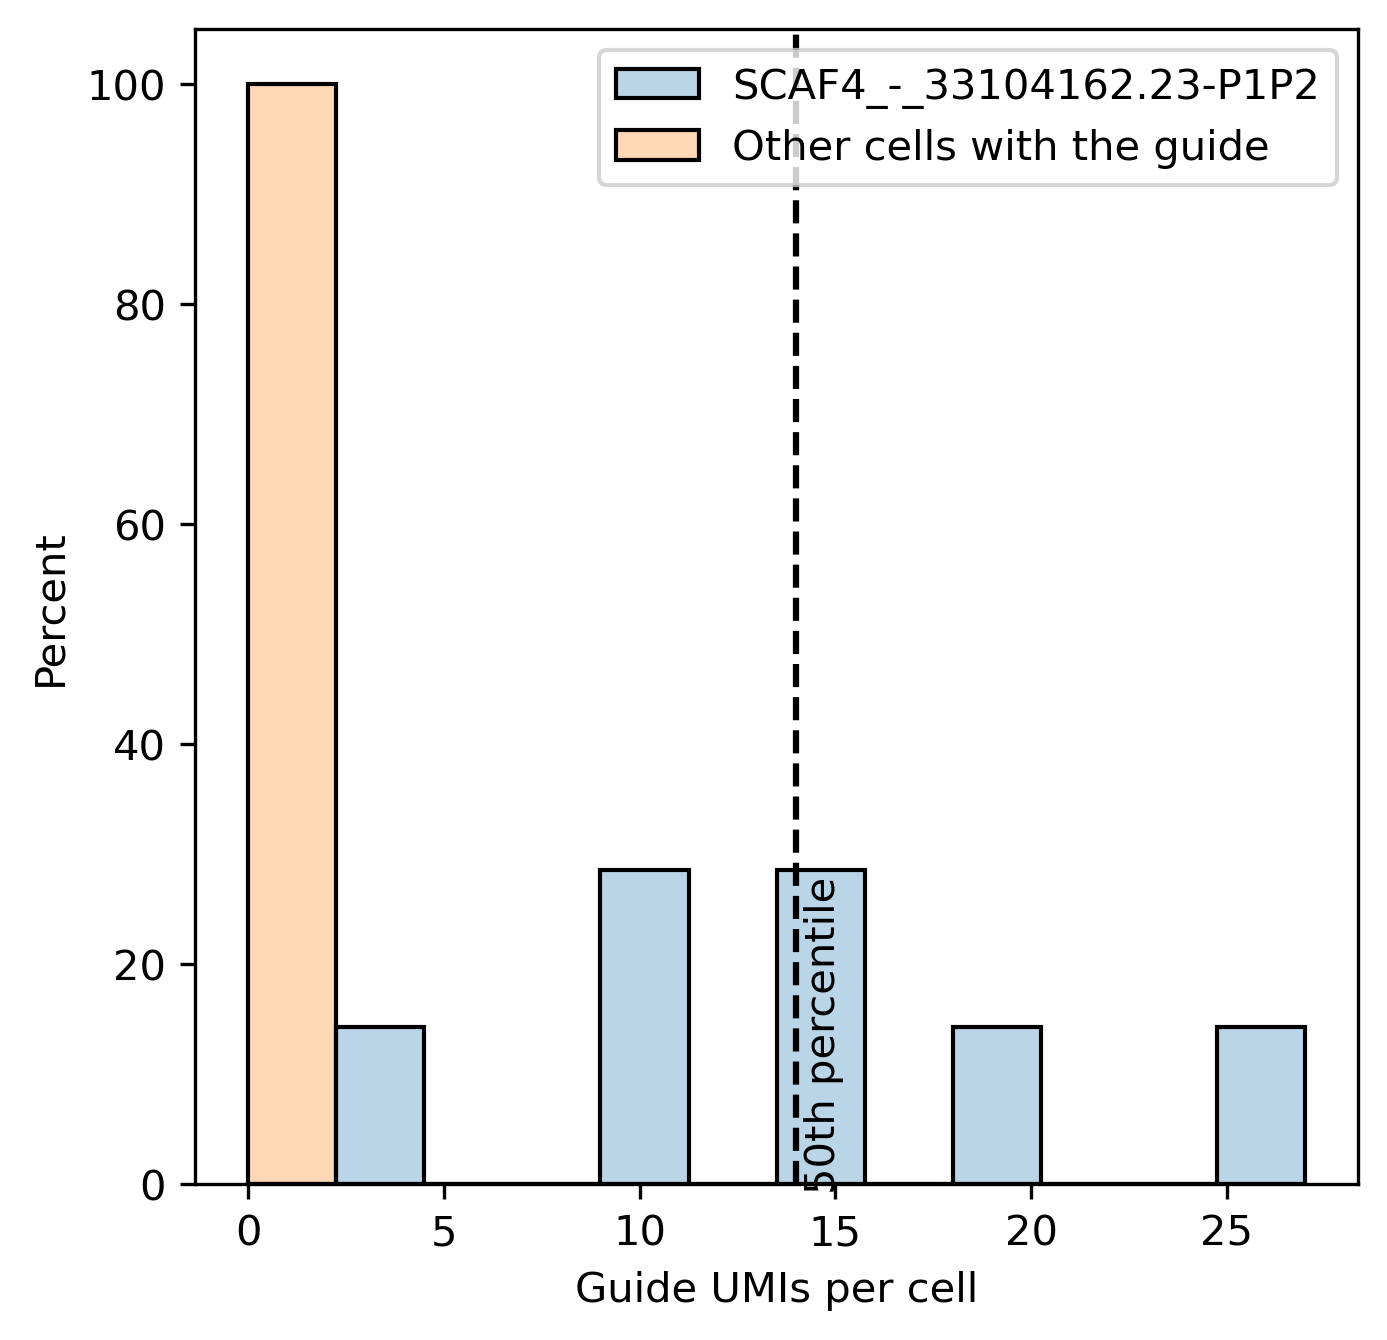 SCAF4_-_33104162.23-P1P2
Other cells with the guide
100
80
60
40
20
0
Percent
50th percentile
0 5 10 15 20 25
Guide UMIs per cell